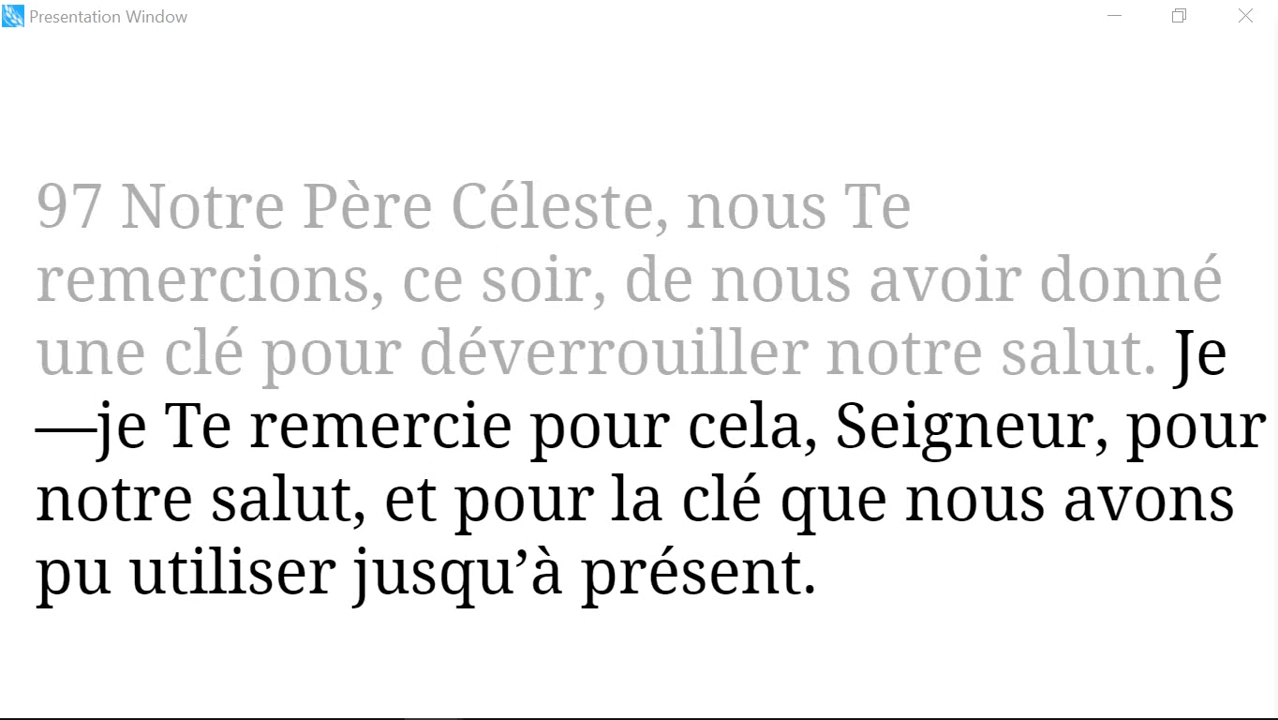 Presentation Window
97 Notre Père Céleste, nous Te
remercions, ce soir, de nous avoir donné
une clé pour déverrouiller notre salut. Je
—je Te remercie pour cela, Seigneur, pour
notre salut, et pour la clé que nous avons
pu utiliser jusqu’à présent.